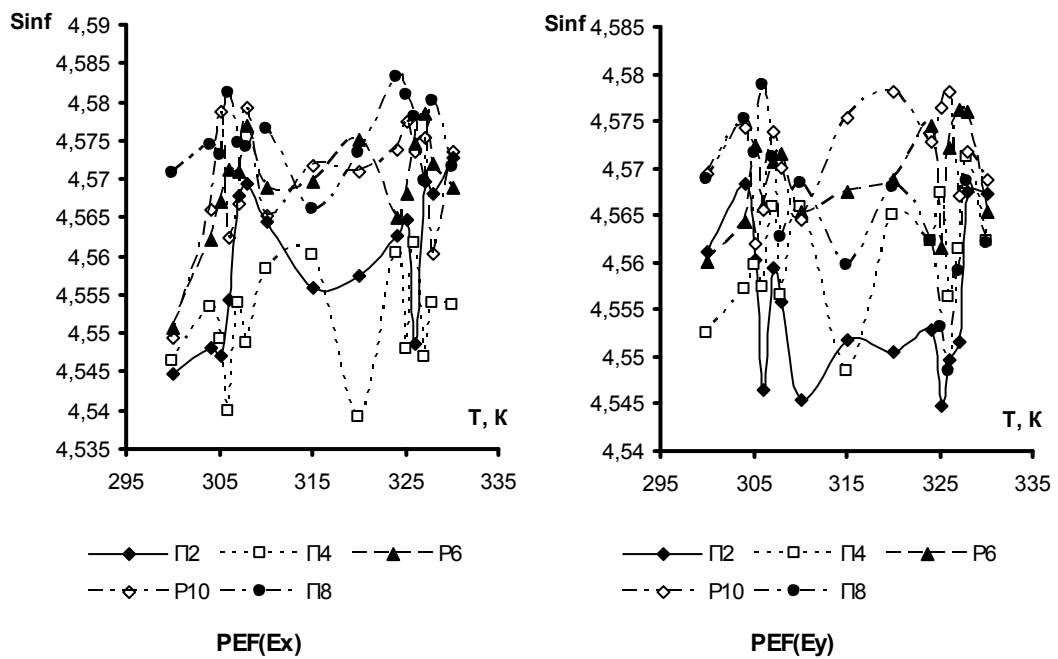 Sinf
4,59
4,585
4,58
4,575
4,57
4,565
4,56
4,555
4,55
4,545
4,54
4,535
T, K
295
305
315
325
335
П2
П4
P6
P10
П8
PEF(Ex)
Sinf
4,585
4,58
4,575
4,57
4,565
4,56
4,555
4,55
4,545
4,54
T, K
295
305
315
325
335
П2
П4
P6
P10
П8
PEF(Ey)